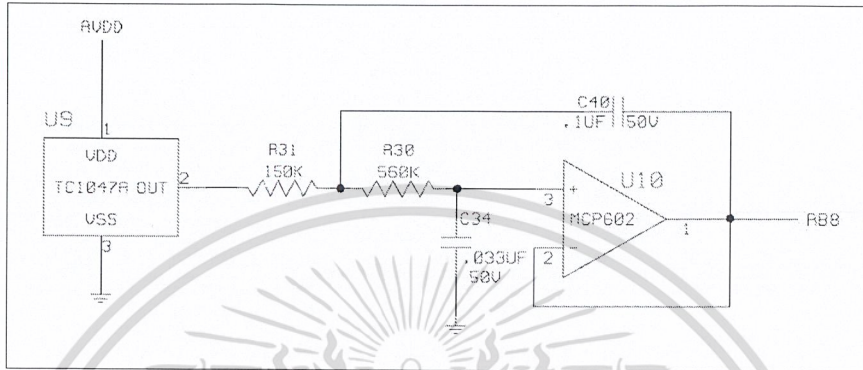 AVDD
U9
1
VDD
TC1047A OUT
2
VSS
3
R31
150K
R30
560K
C40
.1UF 50V
C34
.033UF
50V
U10
3
+
MCP602
2
-
1
RB8